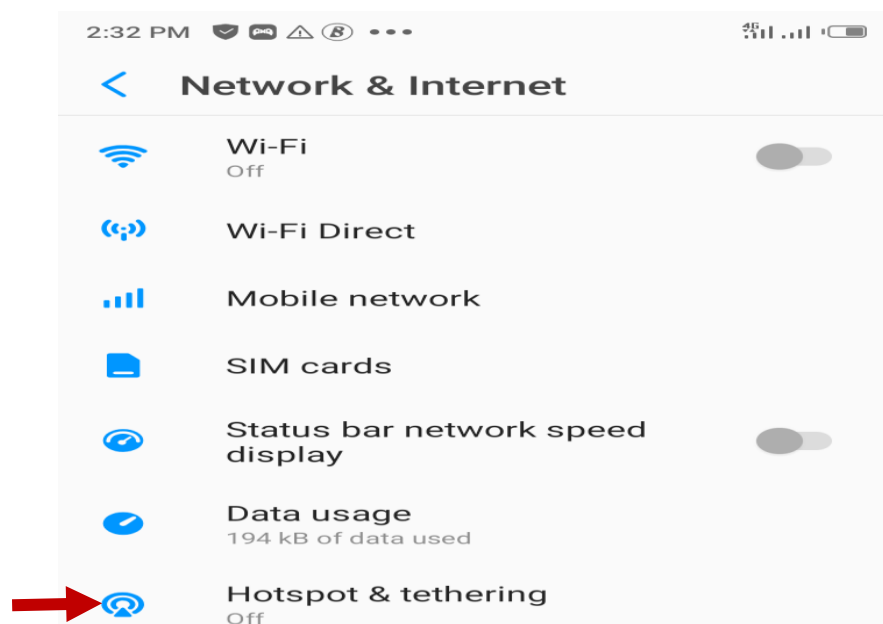 2:32 PM B 4G
Network & Internet
Wi-Fi
Off
Wi-Fi Direct
Mobile network
SIM cards
Status bar network speed
display
Data usage
194 kB of data used
Hotspot & tethering
Off